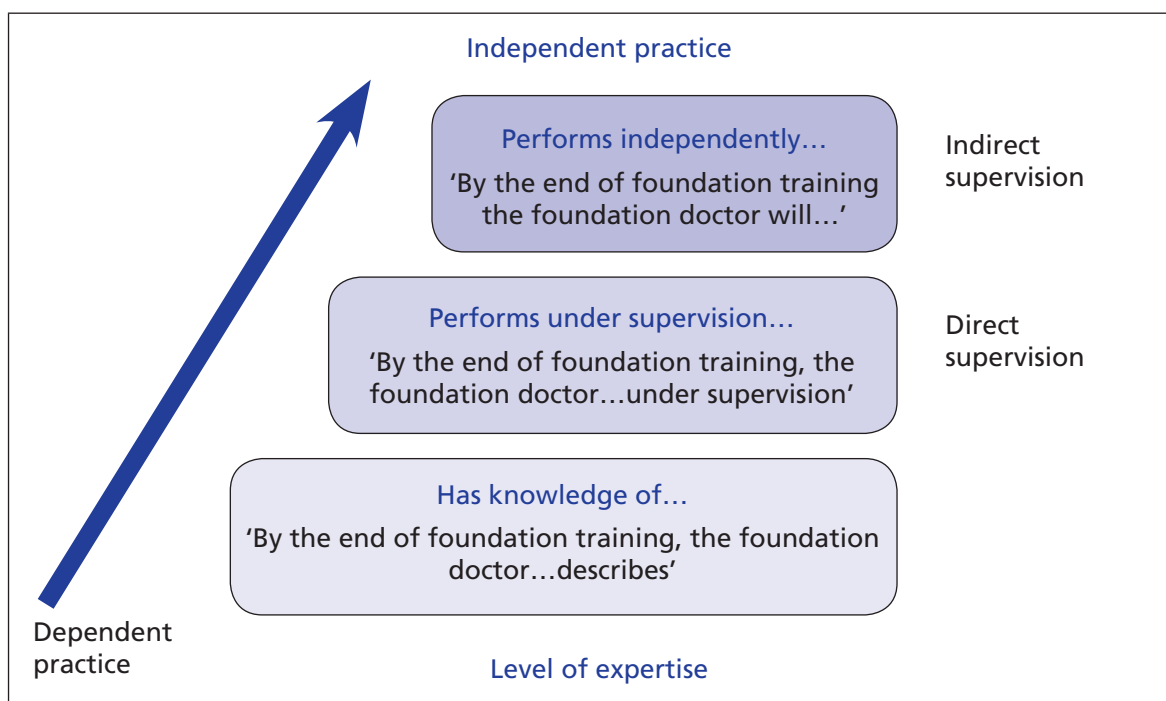 Independent practice
Performs independently…
‘By the end of foundation training
the foundation doctor will…’
Indirect
supervision
Performs under supervision…
‘By the end of foundation training, the
foundation doctor…under supervision’
Direct
supervision
Has knowledge of…
‘By the end of foundation training, the foundation
doctor…describes’
Dependent
practice
Level of expertise